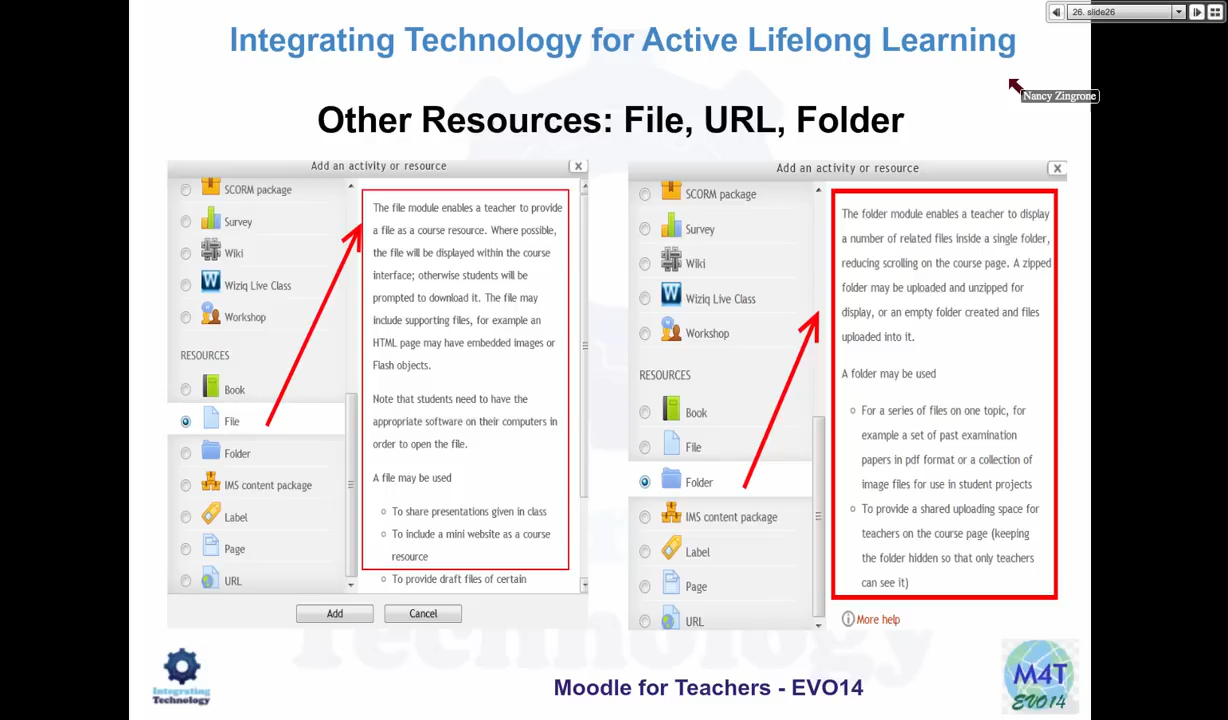 26. slide26
Integrating Technology for Active Lifelong Learning
Nancy Zingrone
Other Resources: File, URL, Folder
Add an activity or resource
SCORM package
Survey
Wiki
Wiziq Live Class
Workshop
RESOURCES
Book
File
Folder
IMS content package
Label
Page
URL
The file module enables a teacher to provide
a file as a course resource. Where possible,
the file will be displayed within the course
interface; otherwise students will be
prompted to download it. The file may
include supporting files, for example an
HTML page may have embedded images or
Flash objects.
Note that students need to have the
appropriate software on their computers in
order to open the file.
A file may be used
To share presentations given in class
To include a mini website as a course
resource
To provide draft files of certain
Add
Cancel
Add an activity or resource
SCORM package
Survey
Wiki
Wiziq Live Class
Workshop
RESOURCES
Book
File
Folder
IMS content package
Label
Page
URL
The folder module enables a teacher to display
a number of related files inside a single folder,
reducing scrolling on the course page. A zipped
folder may be uploaded and unzipped for
display, or an empty folder created and files
uploaded into it.
A folder may be used
For a series of files on one topic, for
example a set of past examination
papers in pdf format or a collection of
image files for use in student projects
To provide a shared uploading space for
teachers on the course page (keeping
the folder hidden so that only teachers
can see it)
More help
Technology
Integrating
Technology
Moodle for Teachers - EVO14
M4T
EVO14